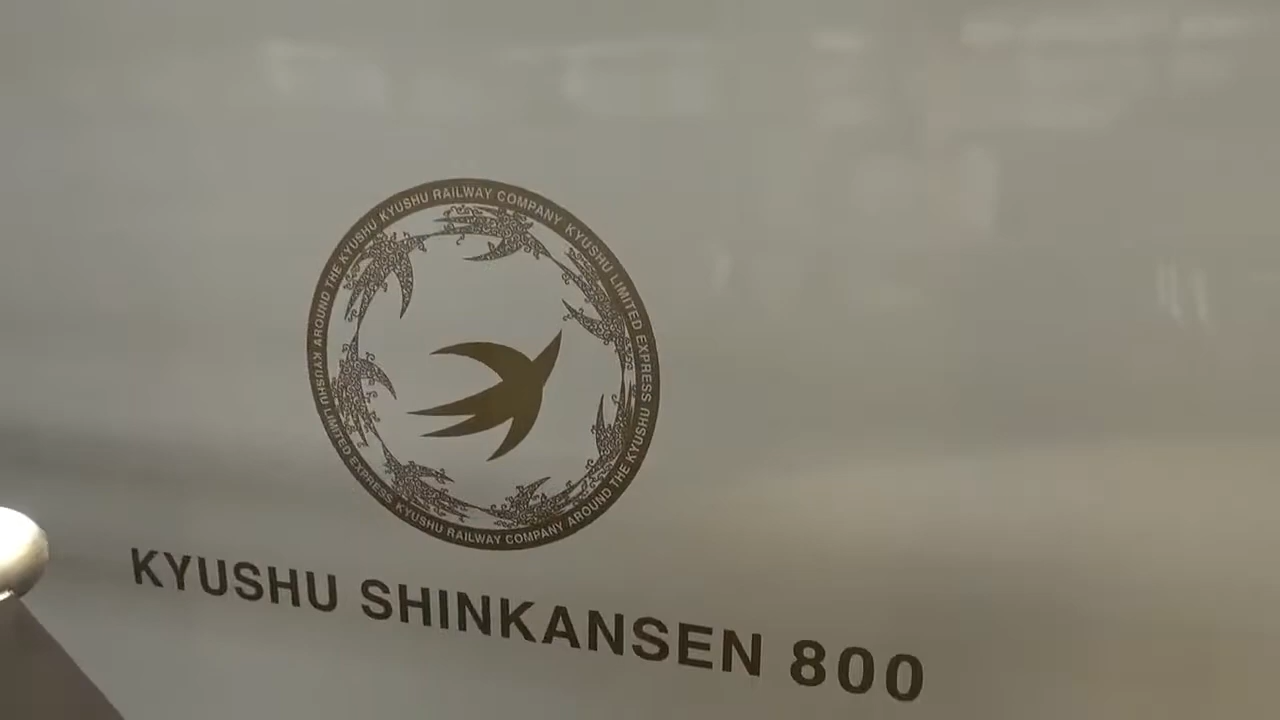 KYUSHU RAILWAY COMPANY KYUSHU LIMITED EXPRESS AROUND THE KYUSHU
KYUSHU RAILWAY COMPANY AROUND THE KYUSHU KYUSHU LIMITED EXPRESS
KYUSHU SHINKANSEN 800